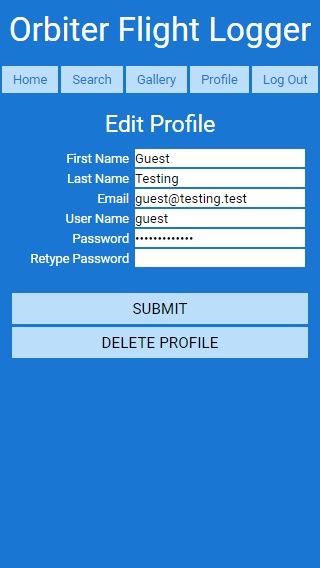 Orbiter Flight Logger
Home Search Gallery Profile Log Out
Edit Profile
First Name Guest
Last Name Testing
Email guest@testing.test
User Name guest
Password •••••••••••••
Retype Password
SUBMIT
DELETE PROFILE